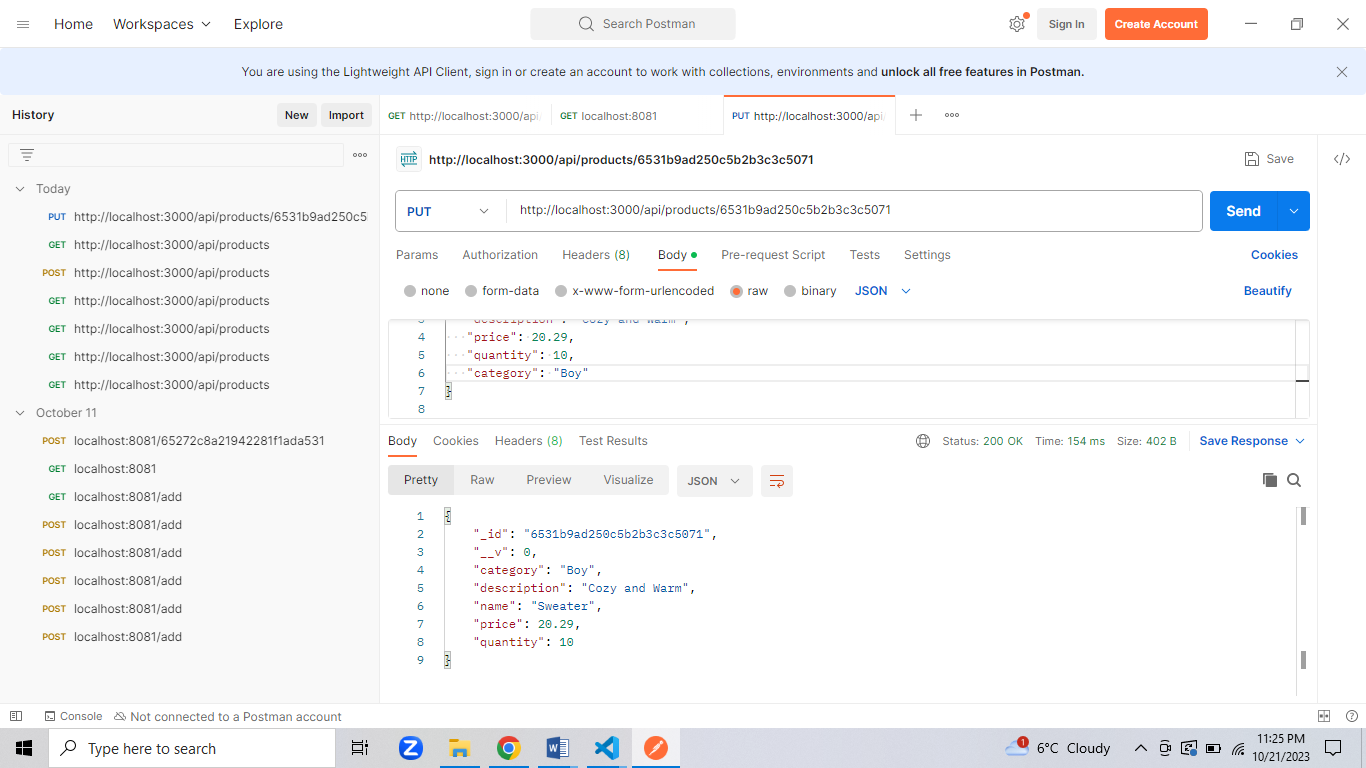 Home Workspaces Explore Search Postman Sign In Create Account
You are using the Lightweight API Client, sign in or create an account to work with collections, environments and unlock all free features in Postman.
History New Import
GET http://localhost:3000/api GET localhost:8081 PUT http://localhost:3000/api
HTTP http://localhost:3000/api/products/6531b9ad250c5b2b3c3c5071 Save
Today
PUT http://localhost:3000/api/products/6531b9ad250c5
GET http://localhost:3000/api/products
POST http://localhost:3000/api/products
GET http://localhost:3000/api/products
GET http://localhost:3000/api/products
GET http://localhost:3000/api/products
GET http://localhost:3000/api/products
October 11
POST localhost:8081/65272c8a21942281f1ada531
GET localhost:8081
GET localhost:8081/add
POST localhost:8081/add
POST localhost:8081/add
POST localhost:8081/add
POST localhost:8081/add
POST localhost:8081/add
PUT http://localhost:3000/api/products/6531b9ad250c5b2b3c3c5071 Send
Params Authorization Headers (8) Body Pre-request Script Tests Settings Cookies
none form-data x-www-form-urlencoded raw binary JSON Beautify
3 "description": "Cozy and Warm",
4 "price": 20.29,
5 "quantity": 10,
6 "category": "Boy"
7 }
8
Body Cookies Headers (8) Test Results Status: 200 OK Time: 154 ms Size: 402 B Save Response
Pretty Raw Preview Visualize JSON
1 {
2 "_id": "6531b9ad250c5b2b3c3c5071",
3 "__v": 0,
4 "category": "Boy",
5 "description": "Cozy and Warm",
6 "name": "Sweater",
7 "price": 20.29,
8 "quantity": 10
9 }
Console Not connected to a Postman account
Type here to search Z W 1 6°C Cloudy 11:25 PM
10/21/2023